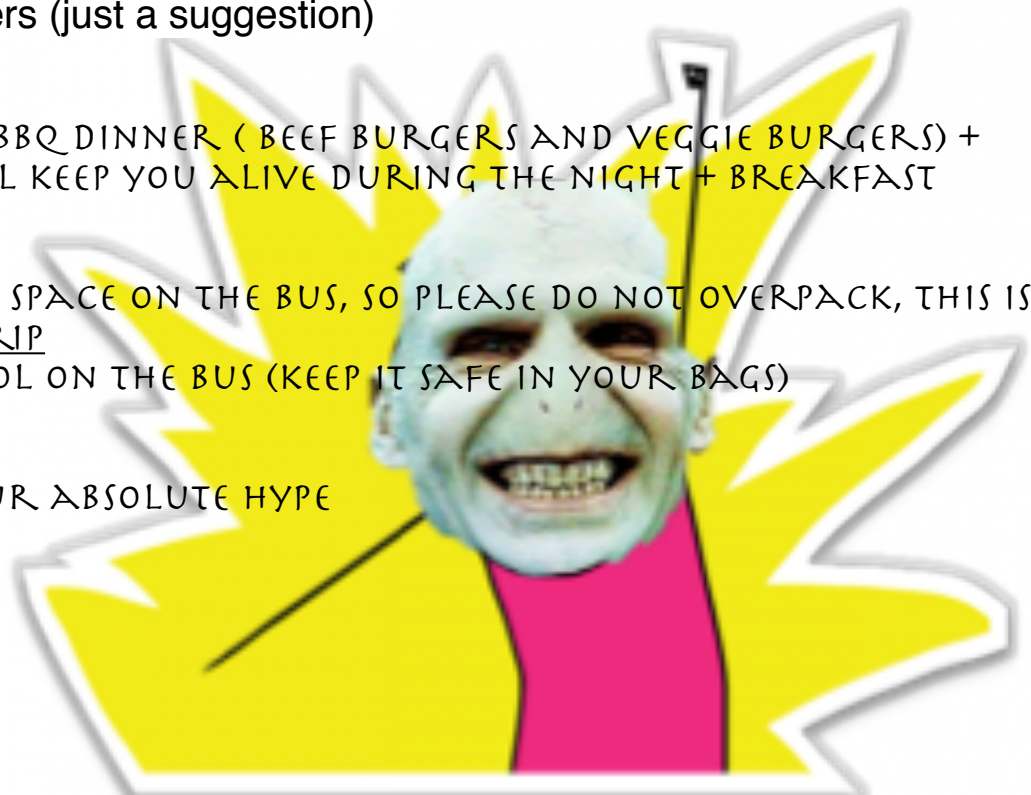 ers (just a suggestion)
BBQ DINNER ( BEEF BURGERS AND VEGGIE BURGERS) +
L KEEP YOU ALIVE DURING THE NIGHT + BREAKFAST
SPACE ON THE BUS, SO PLEASE DO NOT OVERPACK, THIS IS
RIP
OL ON THE BUS (KEEP IT SAFE IN YOUR BAGS)
UR ABSOLUTE HYPE